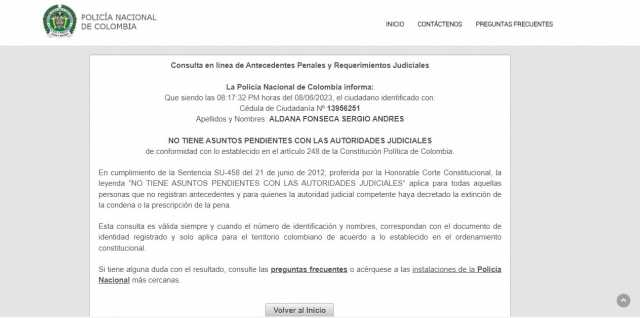 POLICÍA NACIONAL
DE COLOMBIA
INICIO CONTÁCTENOS PREGUNTAS FRECUENTES
Consulta en línea de Antecedentes Penales y Requerimientos Judiciales
La Policía Nacional de Colombia informa:
Que siendo las 08:17:32 PM horas del 08/06/2023, el ciudadano identificado con:
Cédula de Ciudadanía Nº 13956251
Apellidos y Nombres ALDANA FONSECA SERGIO ANDRES
NO TIENE ASUNTOS PENDIENTES CON LAS AUTORIDADES JUDICIALES
de conformidad con lo establecido en el artículo 248 de la Constitución Política de Colombia.
En cumplimiento de la Sentencia SU-458 del 21 de junio de 2012, proferida por la Honorable Corte Constitucional, la
leyenda "NO TIENE ASUNTOS PENDIENTES CON LAS AUTORIDADES JUDICIALES" aplica para todas aquellas
personas que no registran antecedentes y para quienes la autoridad judicial competente haya decretado la extinción de
la condena o la prescripción de la pena.
Esta consulta es válida siempre y cuando el número de identificación y nombres, correspondan con el documento de
identidad registrado y solo aplica para el territorio colombiano de acuerdo a lo establecido en el ordenamiento
constitucional.
Si tiene alguna duda con el resultado, consulte las preguntas frecuentes o acérquese a las instalaciones de la Policía
Nacional más cercanas.
Volver al Inicio